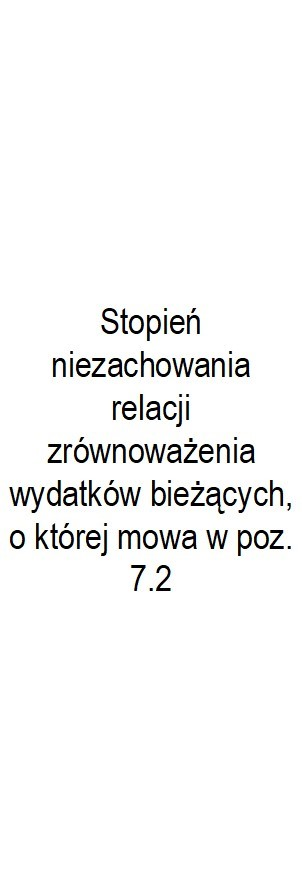 Stopień
niezachowania
relacji
zrównoważenia
wydatków bieżących,
o której mowa w poz.
7.2